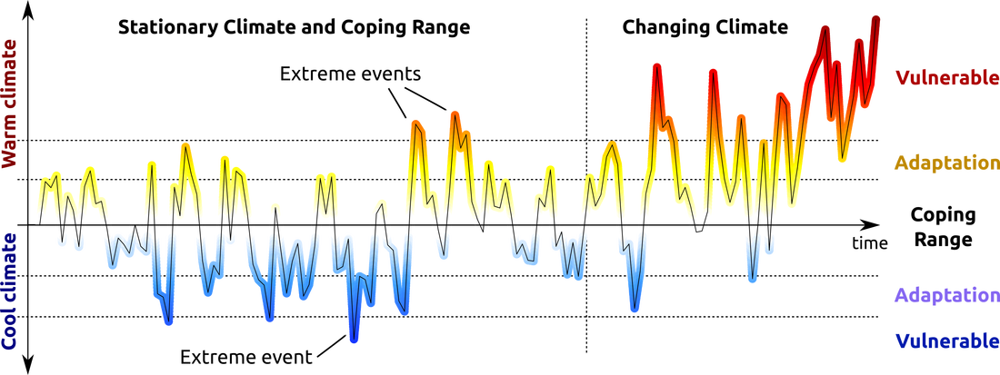 Stationary Climate and Coping Range
Changing Climate
Extreme events
Warm climate
Cool climate
Vulnerable
Adaptation
Coping
Range
time
Adaptation
Vulnerable
Extreme event